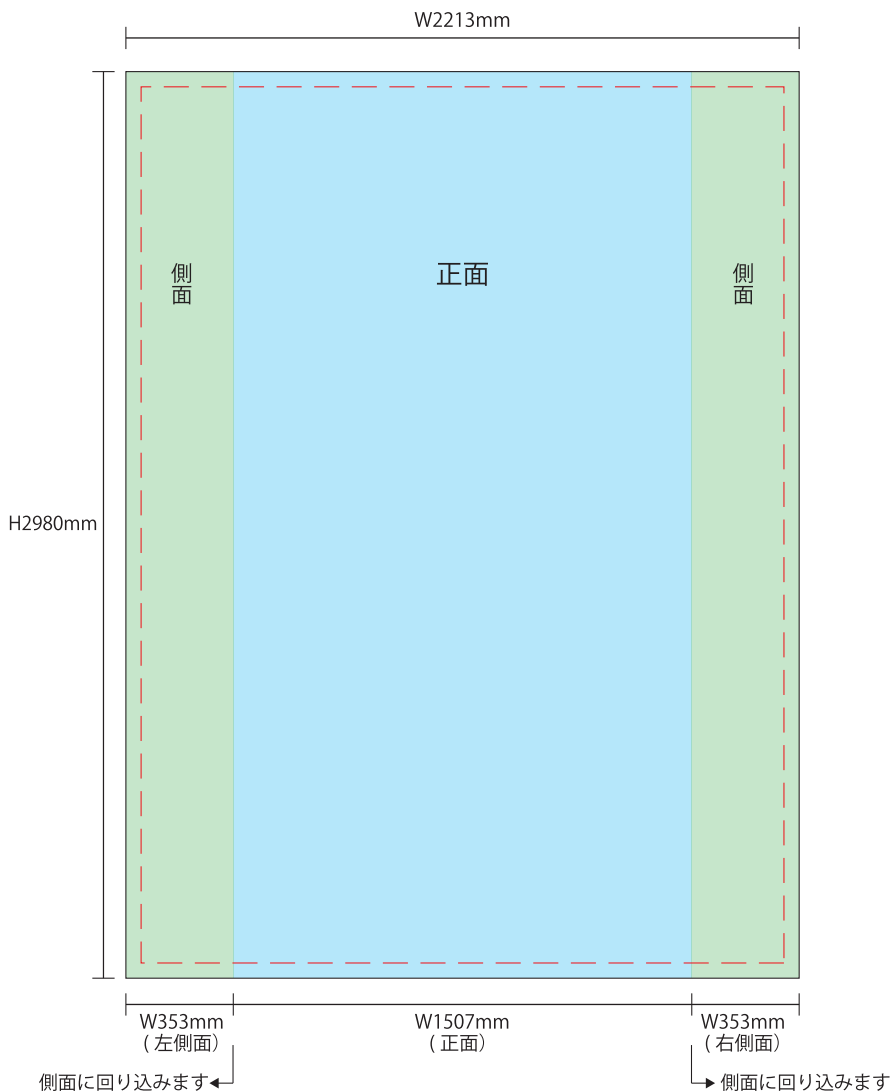 W2213mm
側面
正面
側面
H2980mm
W353mm
(左側面)
W1507mm
(正面)
W353mm
(右側面)
側面に回り込みます
側面に回り込みます